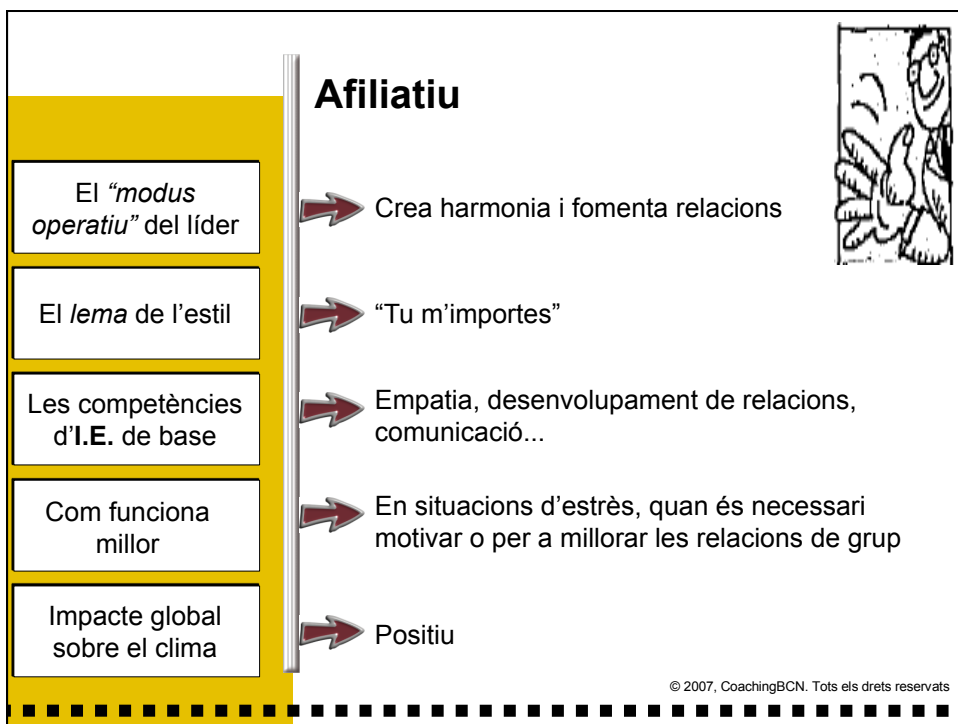 Afiliatiu
El “modus
operatiu” del líder
Crea harmonia i fomenta relacions
El lema de l’estil
“Tu m’importes”
Les competències
d’I.E. de base
Empatia, desenvolupament de relacions,
comunicació...
Com funciona
millor
En situacions d’estrès, quan és necessari
motivar o per a millorar les relacions de grup
Impacte global
sobre el clima
Positiu
© 2007, CoachingBCN. Tots els drets reservats